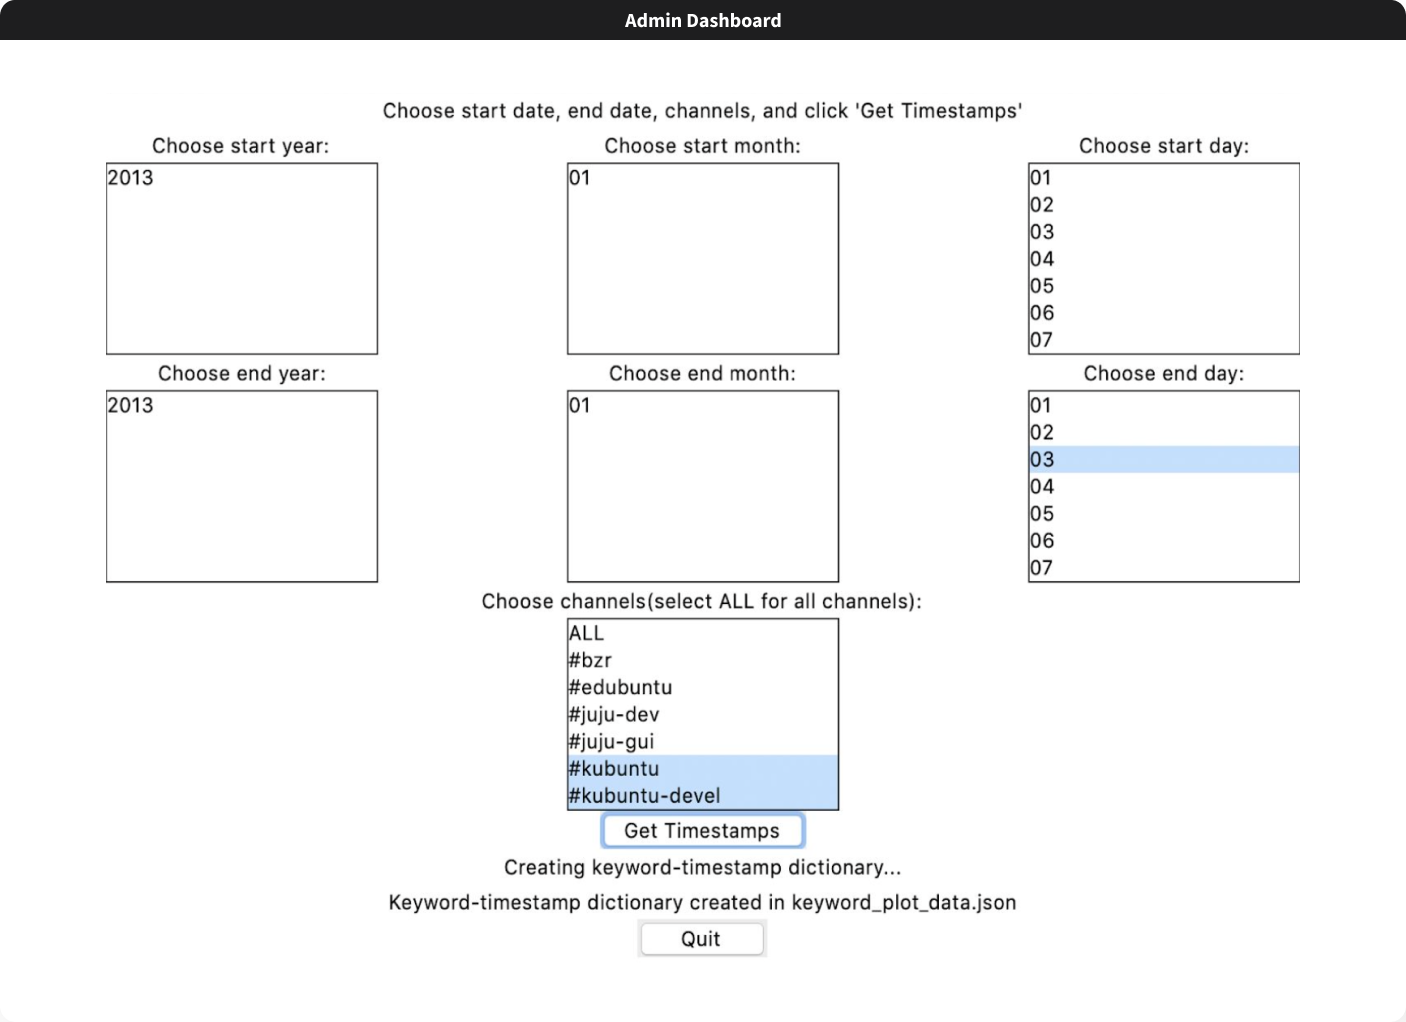 Admin Dashboard
Choose start date, end date, channels, and click 'Get Timestamps'
Choose start year:
2013
Choose start month:
01
Choose start day:
01
02
03
04
05
06
07
Choose end year:
2013
Choose end month:
01
Choose end day:
01
02
03
04
05
06
07
Choose channels(select ALL for all channels):
ALL
#bzr
#edubuntu
#juju-dev
#juju-gui
#kubuntu
#kubuntu-devel
Get Timestamps
Creating keyword-timestamp dictionary...
Keyword-timestamp dictionary created in keyword_plot_data.json
Quit